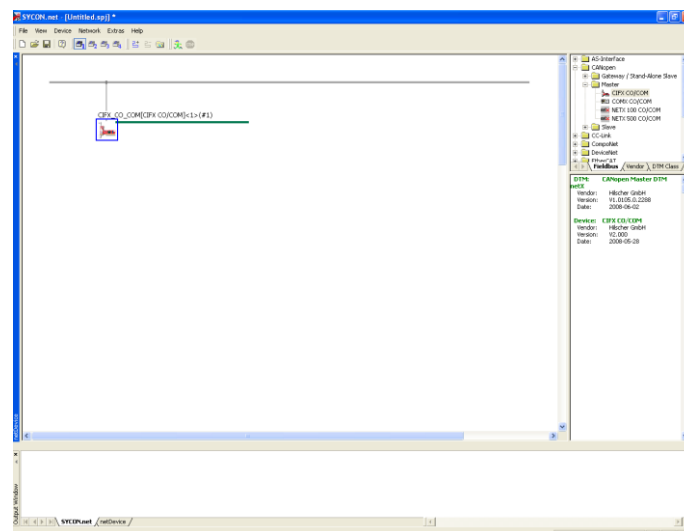 SYCON.net - [Untitled.spj] *
File View Device Network Extras Help
AS-Interface
CANopen
Gateway / Stand-Alone Slave
Master
CIFX CO/COM
COMX CO/COM
NETX 100 CO/COM
NETX 500 CO/COM
Slave
CC-Link
CompoNet
DeviceNet
EtherCAT
Fieldbus Vendor DTM Class
CIFX_CO_COM[CIFX CO/COM]<1>(#1)
DTM: CANopen Master DTM
netX
Vendor: Hilscher GmbH
Version: V1.0105.0.2288
Date: 2008-06-02
Device: CIFX CO/COM
Vendor: Hilscher GmbH
Version: V2.000
Date: 2008-05-28
netDevice
Output Window
SYCON.net netDevice